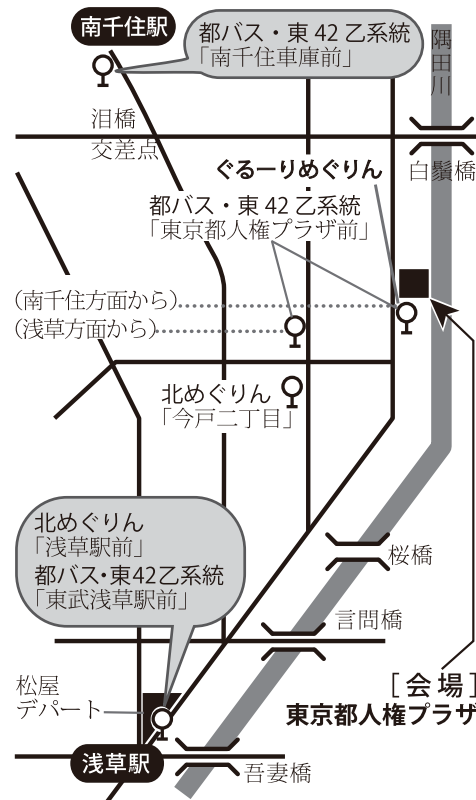 南千住駅
都バス・東 42 乙系統
「南千住車庫前」
隅田川
泪橋
交差点
白鬚橋
ぐるーりめぐりん
都バス・東 42 乙系統
「東京都人権プラザ前」
(南千住方面から)
(浅草方面から)
北めぐりん
「今戸二丁目」
北めぐりん
「浅草駅前」
都バス・東42乙系統
「東武浅草駅前」
桜橋
言問橋
[会場]
東京都人権プラザ
松屋
デパート
浅草駅
吾妻橋